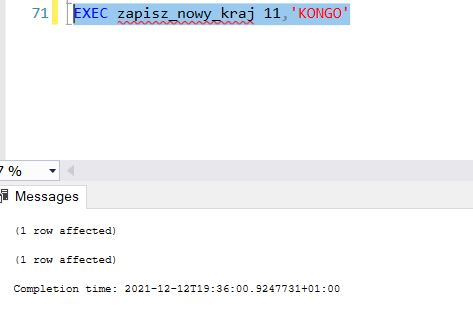 71 EXEC zapisz_nowy_kraj 11,'KONGO'
7 %
Messages
(1 row affected)
(1 row affected)
Completion time: 2021-12-12T19:36:00.9247731+01:00